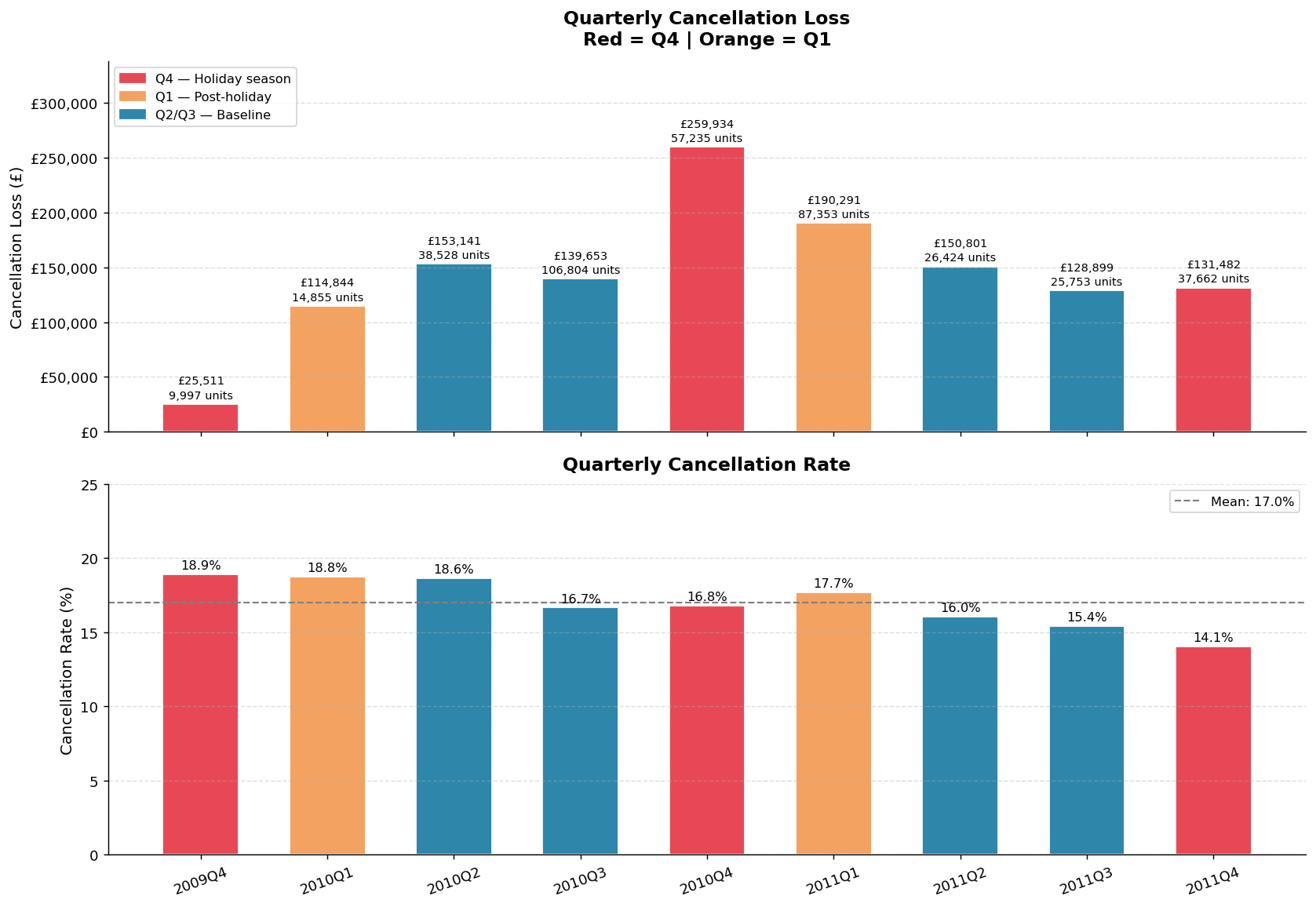 Quarterly Cancellation Loss
Red = Q4 | Orange = Q1
Q4 — Holiday season
Q1 — Post-holiday
Q2/Q3 — Baseline
Cancellation Loss (£)
£300,000
£250,000
£200,000
£150,000
£100,000
£50,000
£0
£25,511
9,997 units
£114,844
14,855 units
£153,141
38,528 units
£139,653
106,804 units
£259,934
57,235 units
£190,291
87,353 units
£150,801
26,424 units
£128,899
25,753 units
£131,482
37,662 units
Quarterly Cancellation Rate
Mean: 17.0%
Cancellation Rate (%)
25
20
15
10
5
0
18.9%
18.8%
18.6%
16.7%
16.8%
17.7%
16.0%
15.4%
14.1%
2009Q4
2010Q1
2010Q2
2010Q3
2010Q4
2011Q1
2011Q2
2011Q3
2011Q4